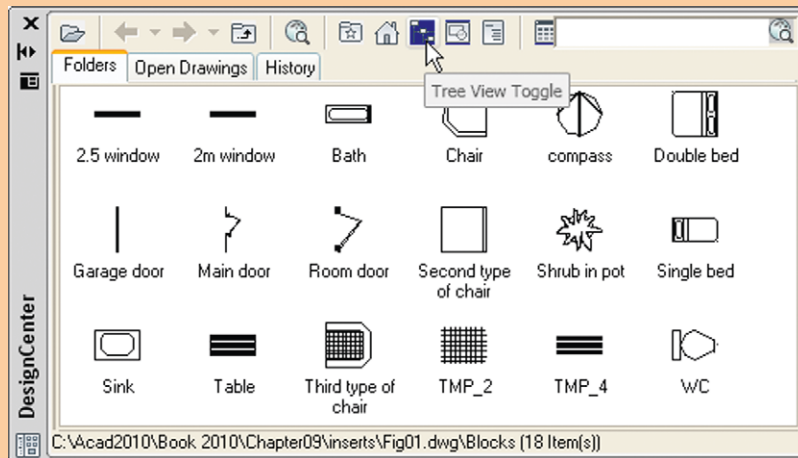 Folders Open Drawings History
Tree View Toggle
2.5 window 2m window Bath Chair compass Double bed
Garage door Main door Room door Second type of chair Shrub in pot Single bed
Sink Table Third type of chair TMP_2 TMP_4 WC
DesignCenter
C:\Acad2010\Book 2010\Chapter09\inserts\Fig01.dwg\Blocks (18 Item(s))